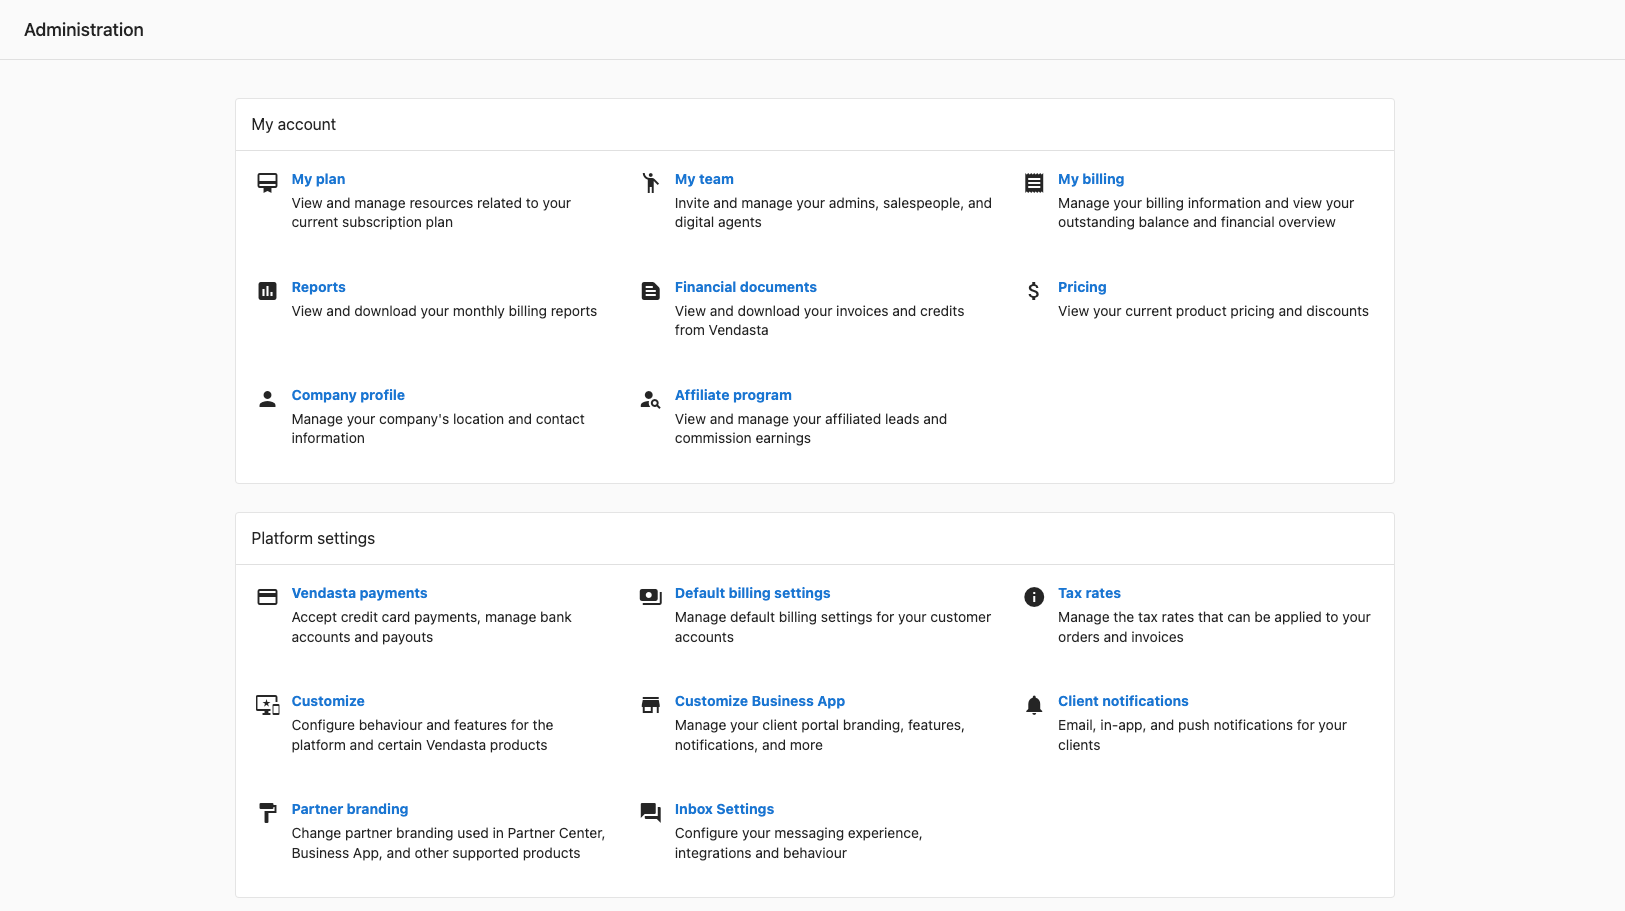 Administration
My account
My plan
View and manage resources related to your
current subscription plan
My team
Invite and manage your admins, salespeople, and
digital agents
My billing
Manage your billing information and view your
outstanding balance and financial overview
Reports
View and download your monthly billing reports
Financial documents
View and download your invoices and credits
from Vendasta
Pricing
View your current product pricing and discounts
Company profile
Manage your company's location and contact
information
Affiliate program
View and manage your affiliated leads and
commission earnings
Platform settings
Vendasta payments
Accept credit card payments, manage bank
accounts and payouts
Default billing settings
Manage default billing settings for your customer
accounts
Tax rates
Manage the tax rates that can be applied to your
orders and invoices
Customize
Configure behaviour and features for the
platform and certain Vendasta products
Customize Business App
Manage your client portal branding, features,
notifications, and more
Client notifications
Email, in-app, and push notifications for your
clients
Partner branding
Change partner branding used in Partner Center,
Business App, and other supported products
Inbox Settings
Configure your messaging experience,
integrations and behaviour